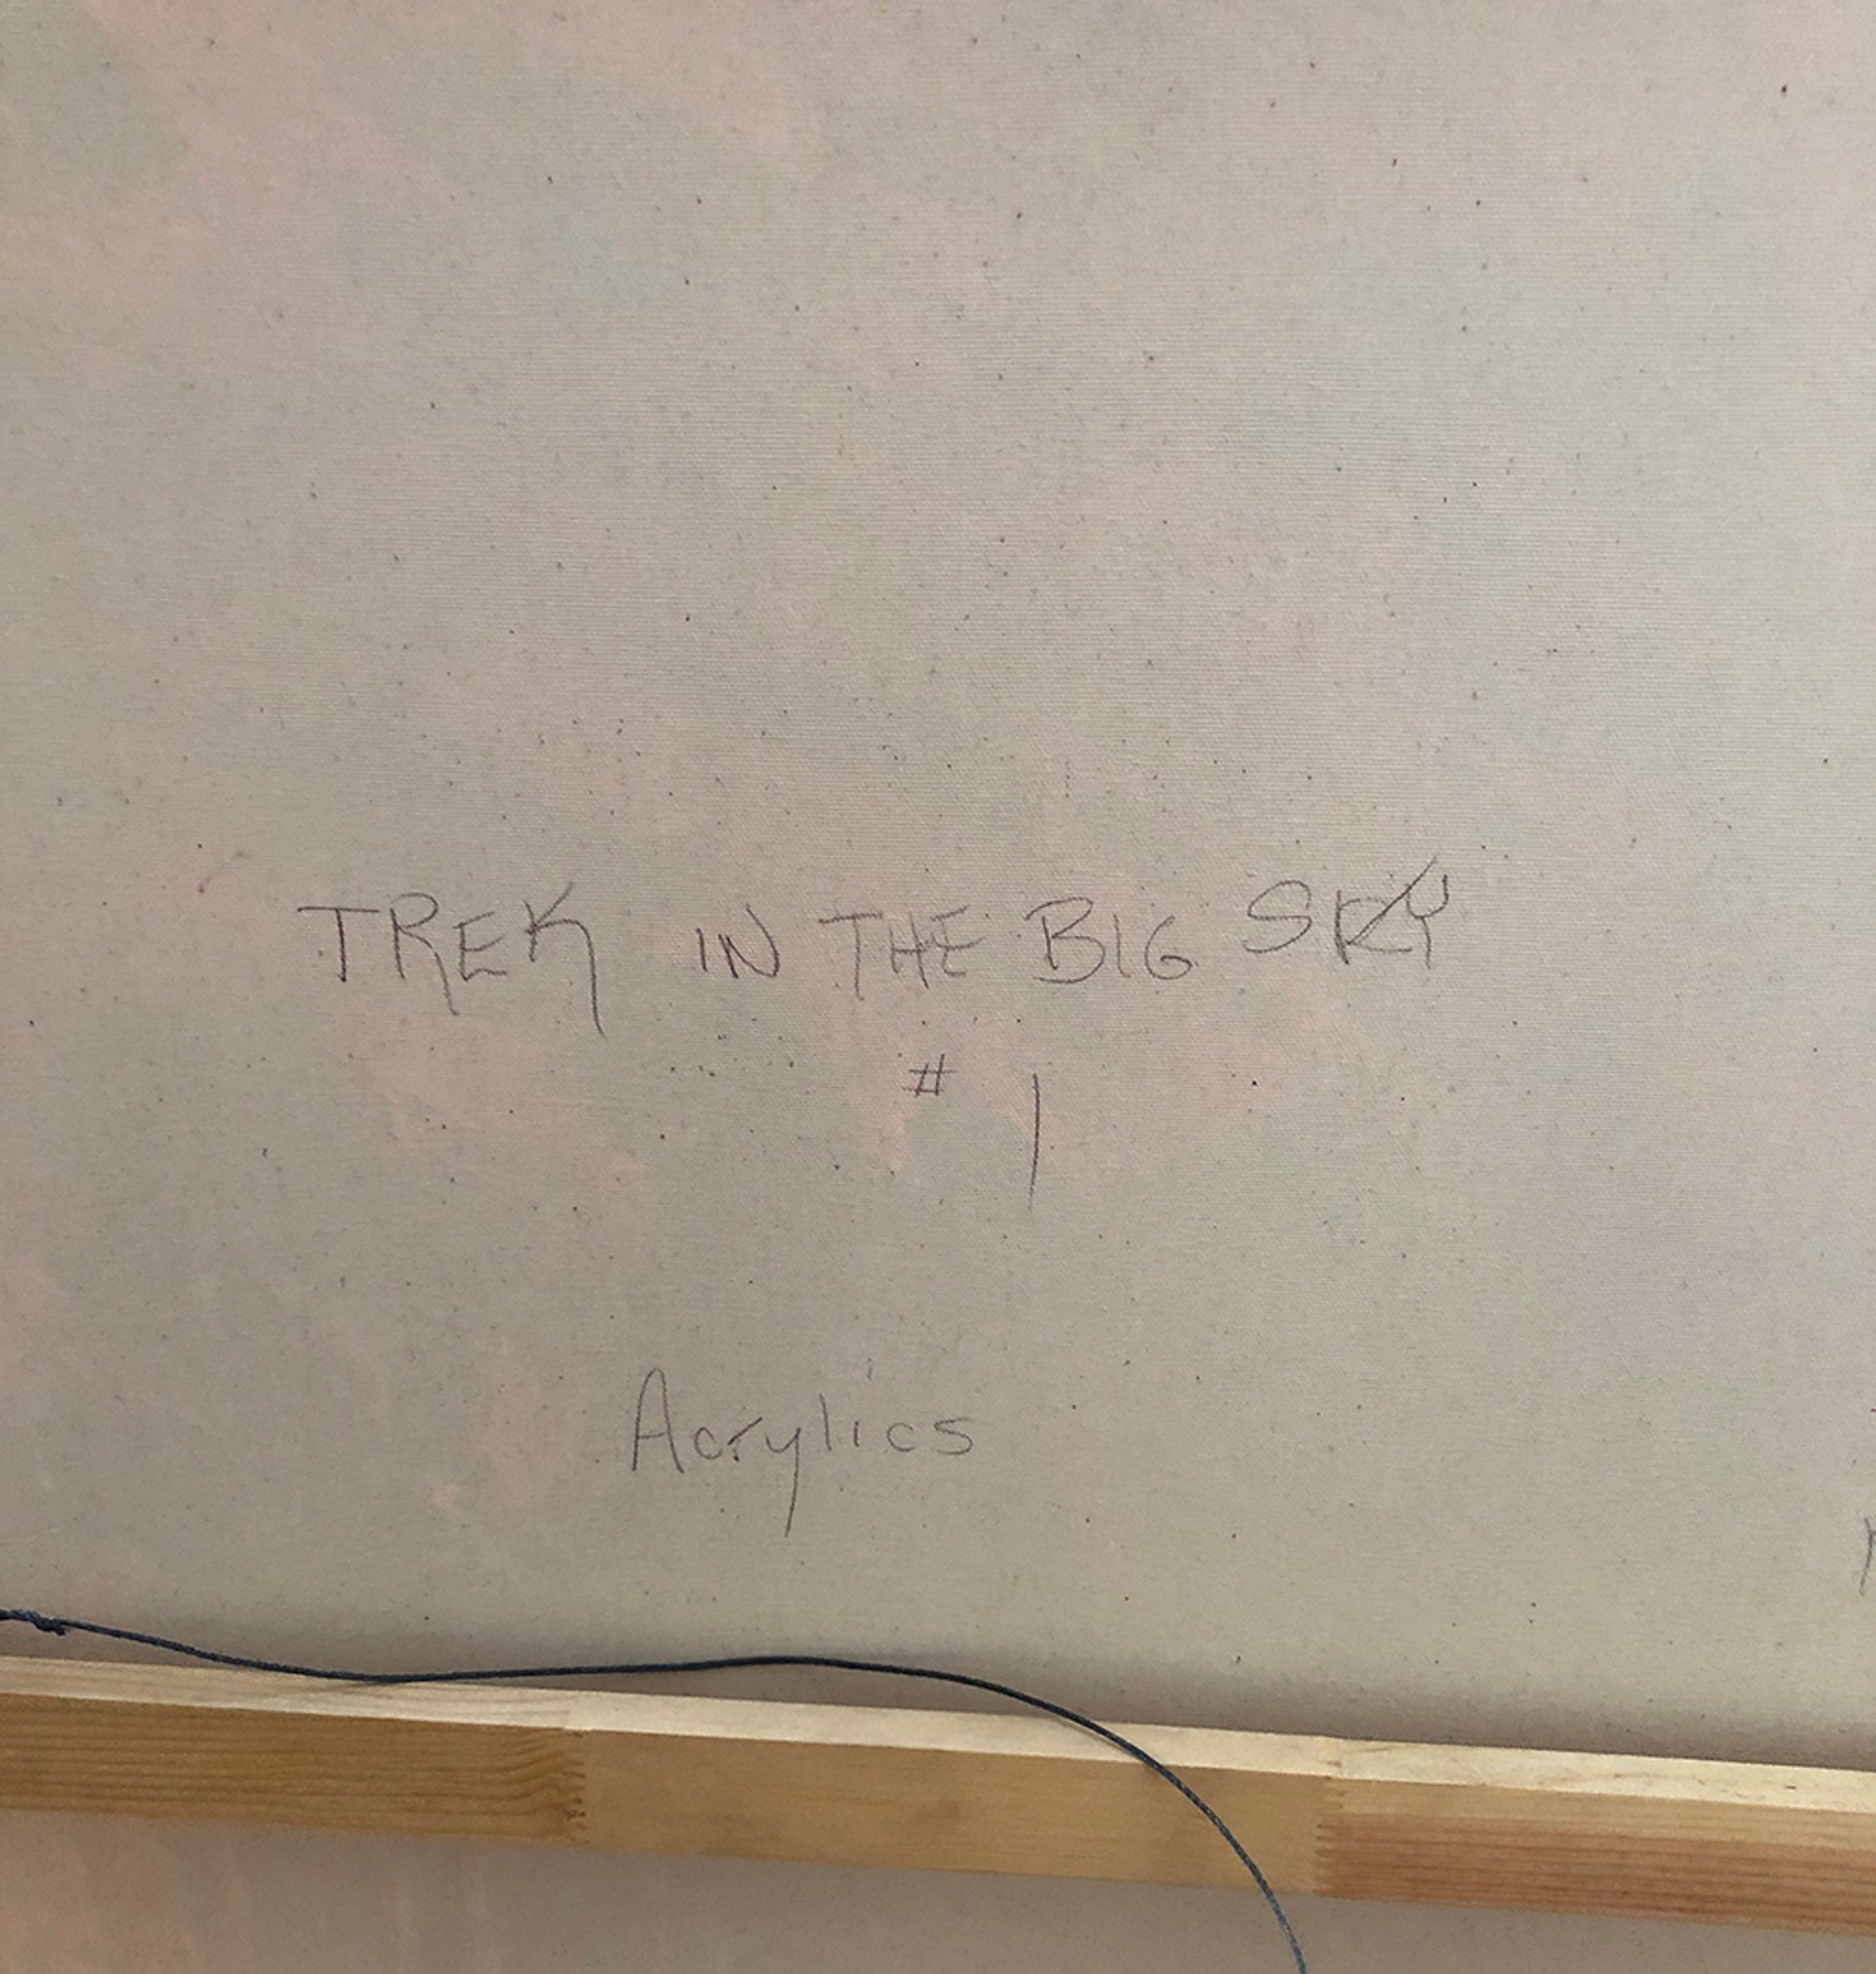 TREK IN THE BIG SKY
# 1
Acrylics